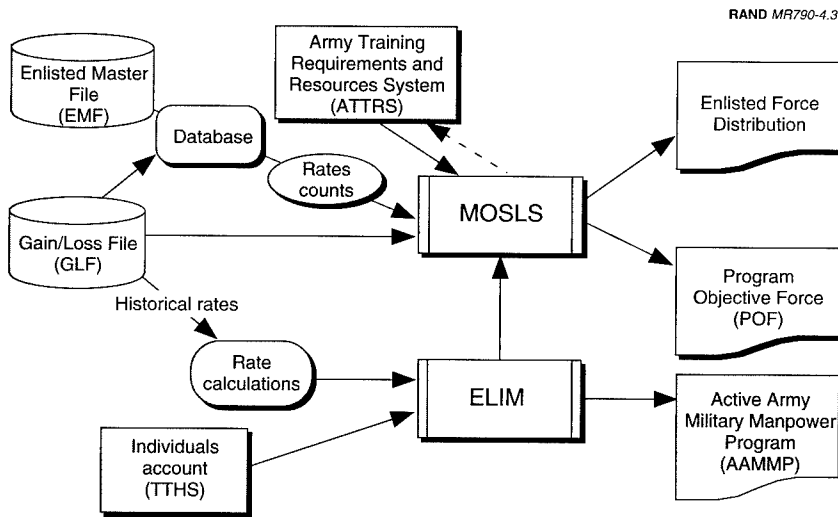 RAND MR790-4.3
Enlisted Master
File
(EMF)
Army Training
Requirements and
Resources System
(ATTRS)
Enlisted Force
Distribution
Database
Rates
counts
MOSLS
Gain/Loss File
(GLF)
Program
Objective Force
(POF)
Historical rates
Rate
calculations
ELIM
Active Army
Military Manpower
Program
(AAMMP)
Individuals
account
(TTHS)